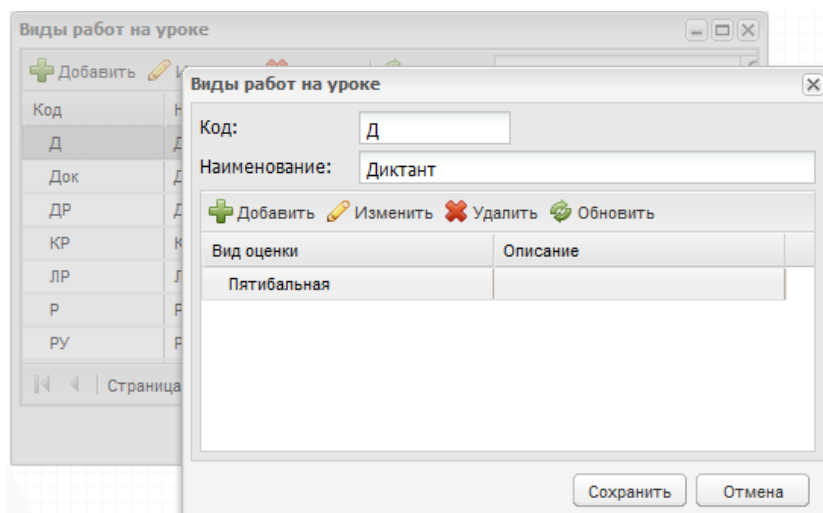 Виды работ на уроке
Добавить
Код
Д
Док
ДР
КР
ЛР
Р
РУ
Страница
Виды работ на уроке
Код: Д
Наименование: Диктант
Добавить Изменить Удалить Обновить
Вид оценки Описание
Пятибальная
Сохранить Отмена